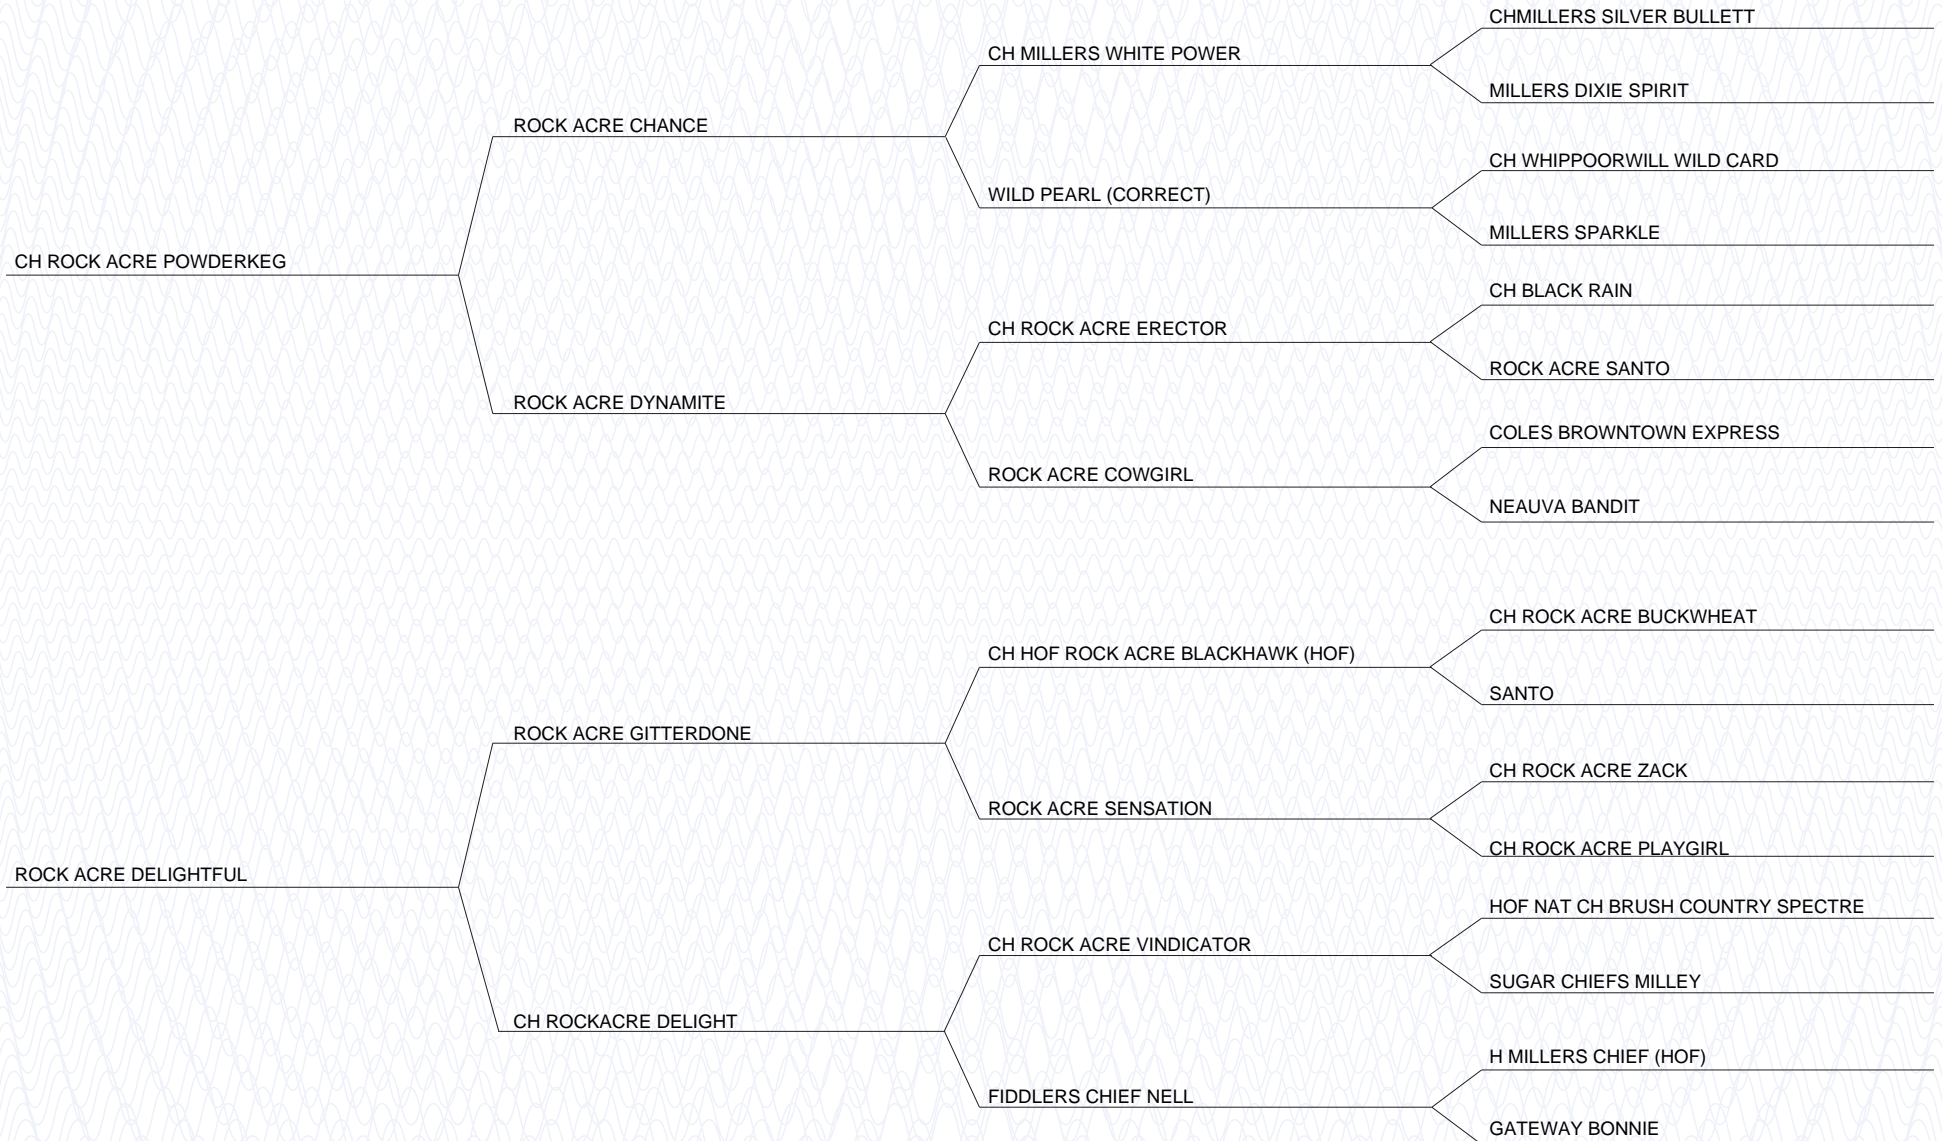 CHMILLERS SILVER BULLETT
CH MILLERS WHITE POWER
MILLERS DIXIE SPIRIT
ROCK ACRE CHANCE
CH WHIPPOORWILL WILD CARD
WILD PEARL (CORRECT)
MILLERS SPARKLE
CH ROCK ACRE POWDERKEG
CH BLACK RAIN
CH ROCK ACRE ERECTOR
ROCK ACRE SANTO
ROCK ACRE DYNAMITE
COLES BROWNTOWN EXPRESS
ROCK ACRE COWGIRL
NEAUVA BANDIT
CH ROCK ACRE BUCKWHEAT
CH HOF ROCK ACRE BLACKHAWK (HOF)
SANTO
ROCK ACRE GITTERDONE
CH ROCK ACRE ZACK
ROCK ACRE SENSATION
CH ROCK ACRE PLAYGIRL
ROCK ACRE DELIGHTFUL
HOF NAT CH BRUSH COUNTRY SPECTRE
CH ROCK ACRE VINDICATOR
SUGAR CHIEFS MILLEY
CH ROCKACRE DELIGHT
H MILLERS CHIEF (HOF)
FIDDLERS CHIEF NELL
GATEWAY BONNIE